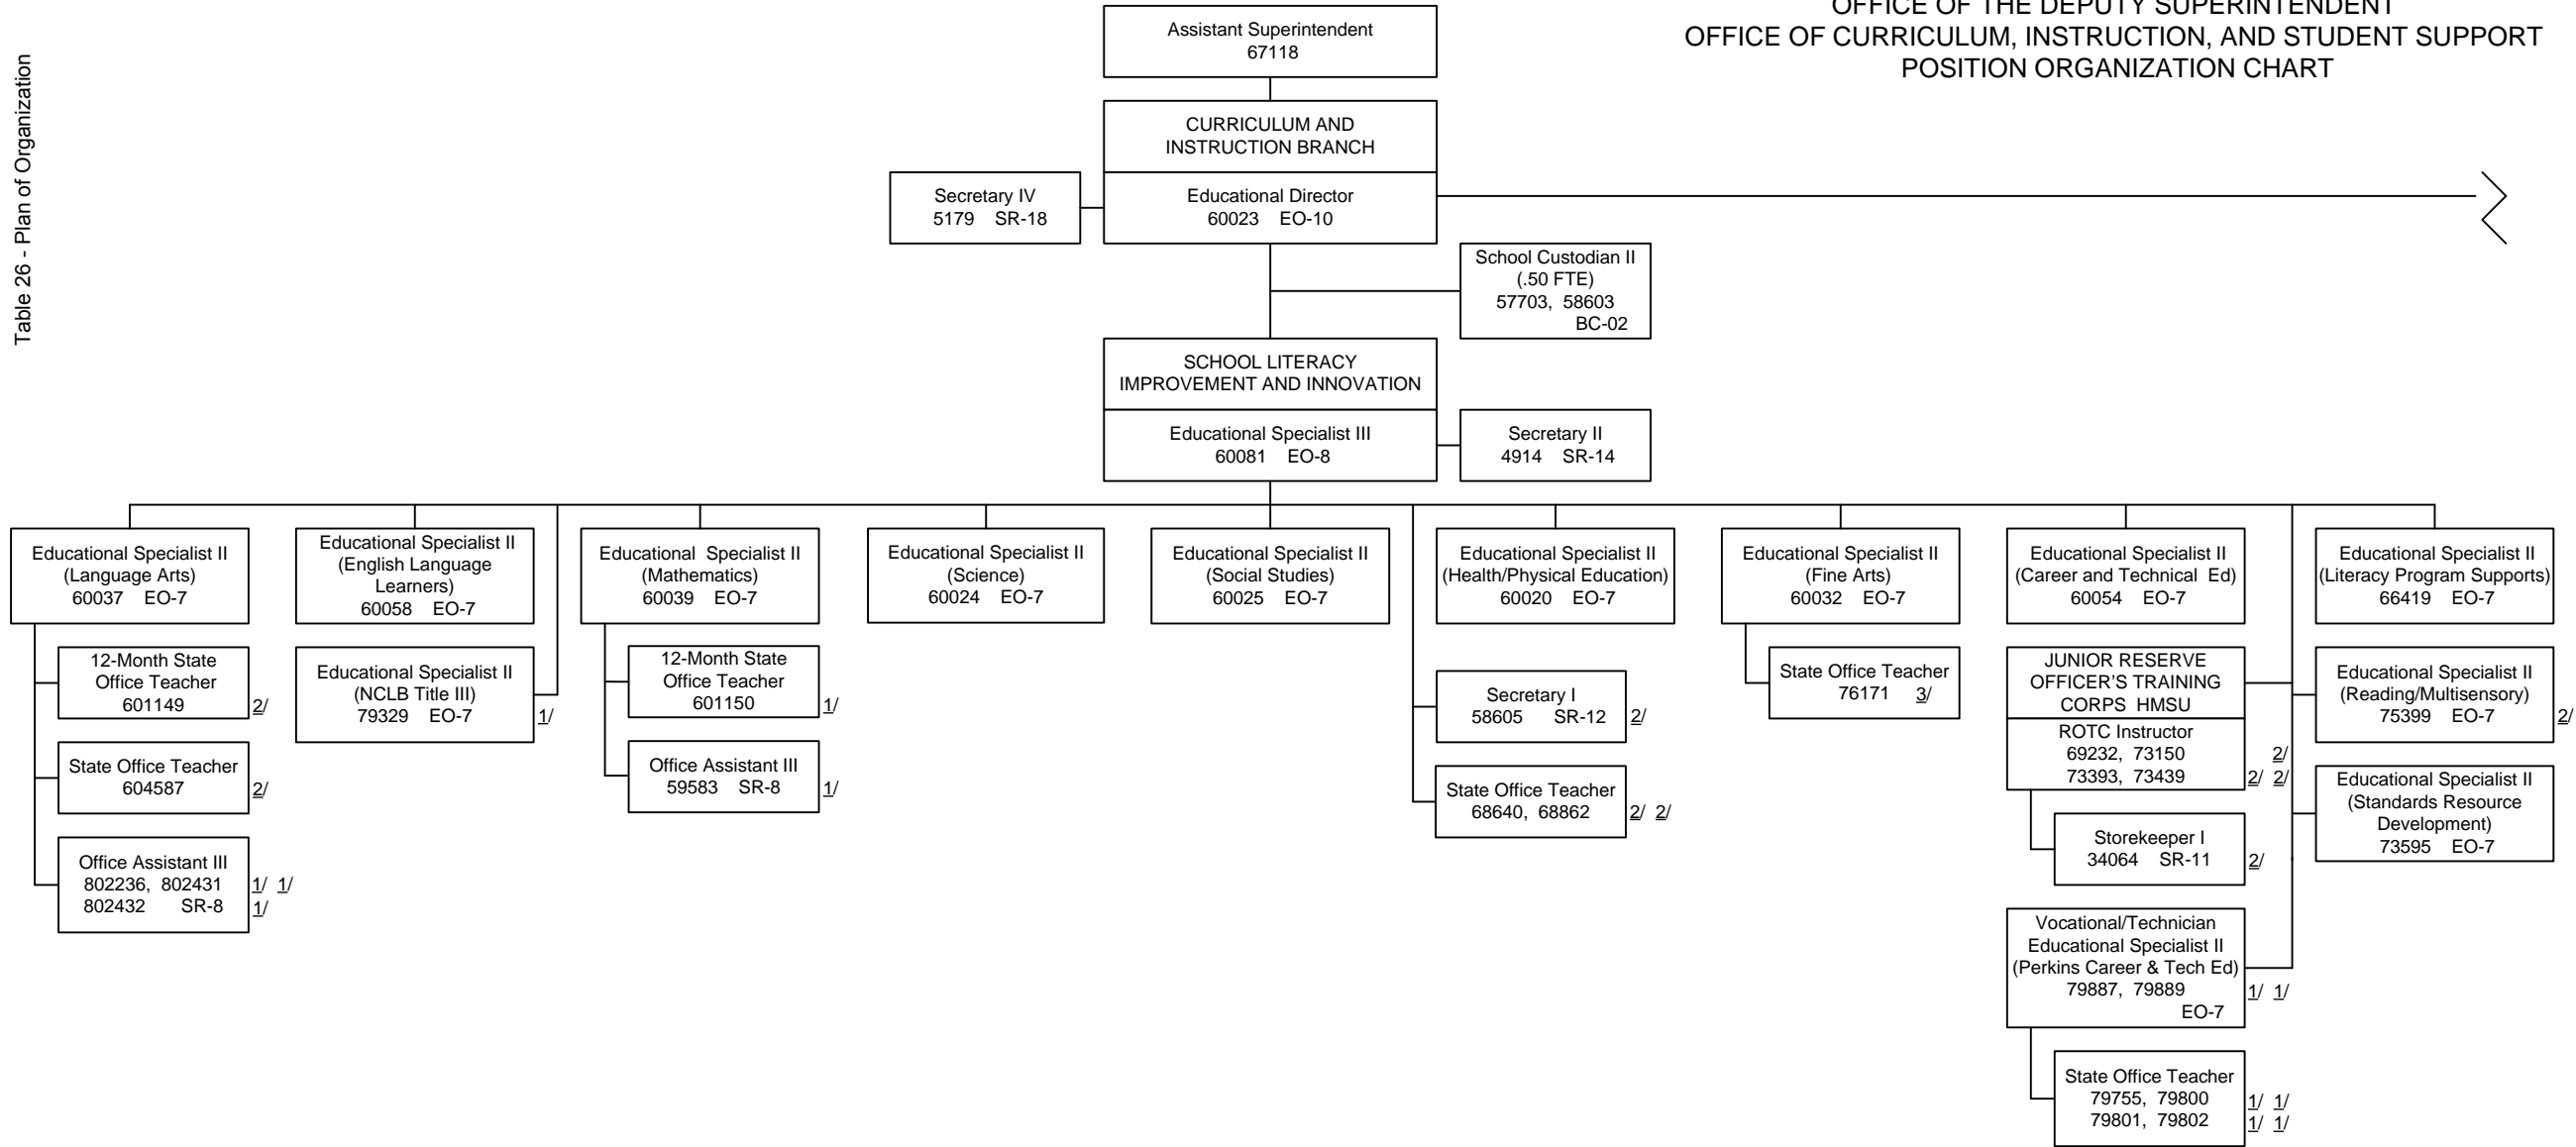 OFFICE OF THE DEPUTY SUPERINTENDENT
OFFICE OF CURRICULUM, INSTRUCTION, AND STUDENT SUPPORT
POSITION ORGANIZATION CHART
Table 26 - Plan of Organization
Assistant Superintendent
67118
CURRICULUM AND
INSTRUCTION BRANCH
Educational Director
60023 EO-10
Secretary IV
5179 SR-18
School Custodian II
(.50 FTE)
57703, 58603
BC-02
SCHOOL LITERACY
IMPROVEMENT AND INNOVATION
Educational Specialist III
60081 EO-8
Secretary II
4914 SR-14
Educational Specialist II
(Language Arts)
60037 EO-7
12-Month State
Office Teacher
601149 2/
State Office Teacher
604587 2/
Office Assistant III
802236, 802431 1/ 1/
802432 SR-8 1/
Educational Specialist II
(English Language
Learners)
60058 EO-7
Educational Specialist II
(NCLB Title III)
79329 EO-7 1/
Educational Specialist II
(Mathematics)
60039 EO-7
12-Month State
Office Teacher
601150 1/
Office Assistant III
59583 SR-8 1/
Educational Specialist II
(Science)
60024 EO-7
Educational Specialist II
(Social Studies)
60025 EO-7
Educational Specialist II
(Health/Physical Education)
60020 EO-7
Secretary I
58605 SR-12 2/
State Office Teacher
68640, 68862 2/ 2/
Educational Specialist II
(Fine Arts)
60032 EO-7
State Office Teacher
76171 3/
Educational Specialist II
(Career and Technical Ed)
60054 EO-7
JUNIOR RESERVE
OFFICER'S TRAINING
CORPS HMSU
ROTC Instructor
69232, 73150 2/
73393, 73439 2/ 2/
Storekeeper I
34064 SR-11 2/
Vocational/Technician
Educational Specialist II
(Perkins Career & Tech Ed)
79887, 79889 1/ 1/
EO-7
State Office Teacher
79755, 79800 1/ 1/
79801, 79802 1/ 1/
Educational Specialist II
(Literacy Program Supports)
66419 EO-7
Educational Specialist II
(Reading/Multisensory)
75399 EO-7 2/
Educational Specialist II
(Standards Resource
Development)
73595 EO-7